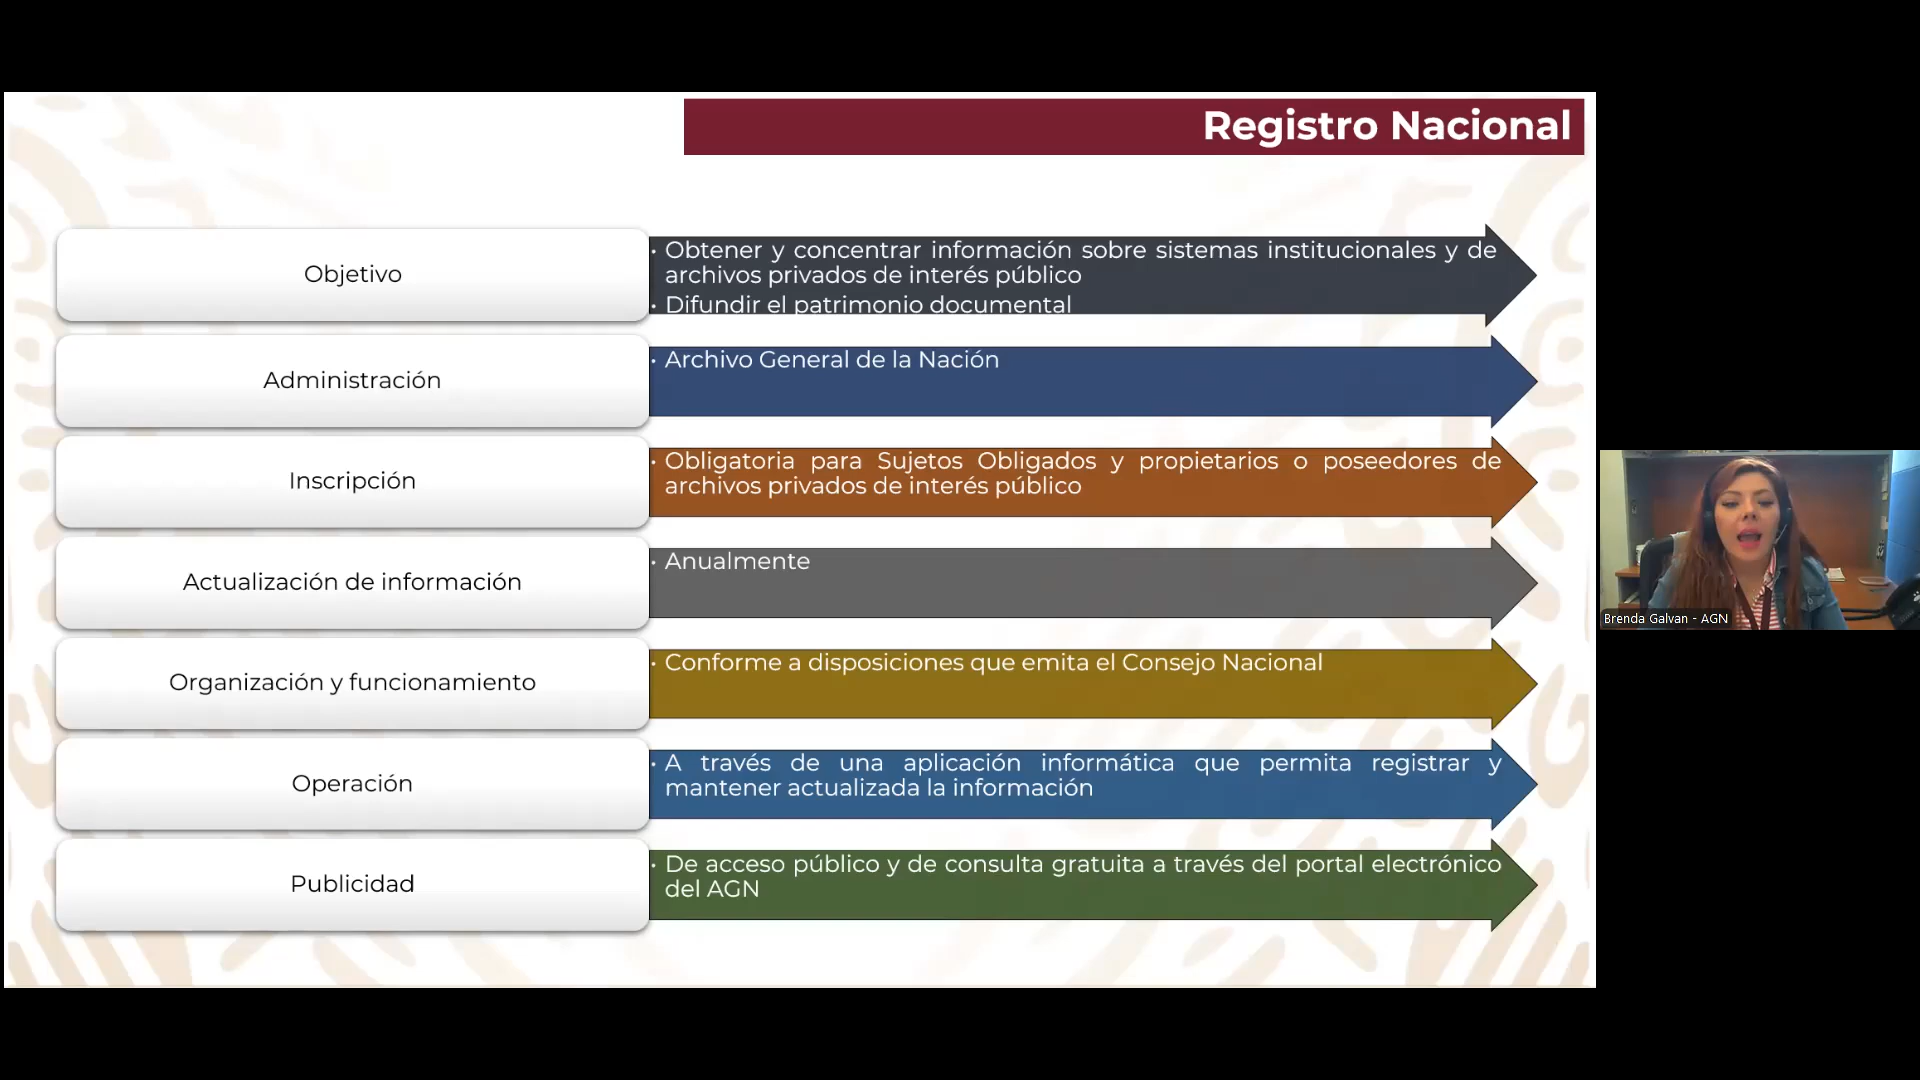 Registro Nacional
Objetivo
• Obtener y concentrar información sobre sistemas institucionales y de
archivos privados de interés público
• Difundir el patrimonio documental
Administración
• Archivo General de la Nación
Inscripción
• Obligatoria para Sujetos Obligados y propietarios o poseedores de
archivos privados de interés público
Actualización de información
• Anualmente
Organización y funcionamiento
• Conforme a disposiciones que emita el Consejo Nacional
Operación
• A través de una aplicación informática que permita registrar y
mantener actualizada la información
Publicidad
• De acceso público y de consulta gratuita a través del portal electrónico
del AGN
Brenda Galvan - AGN